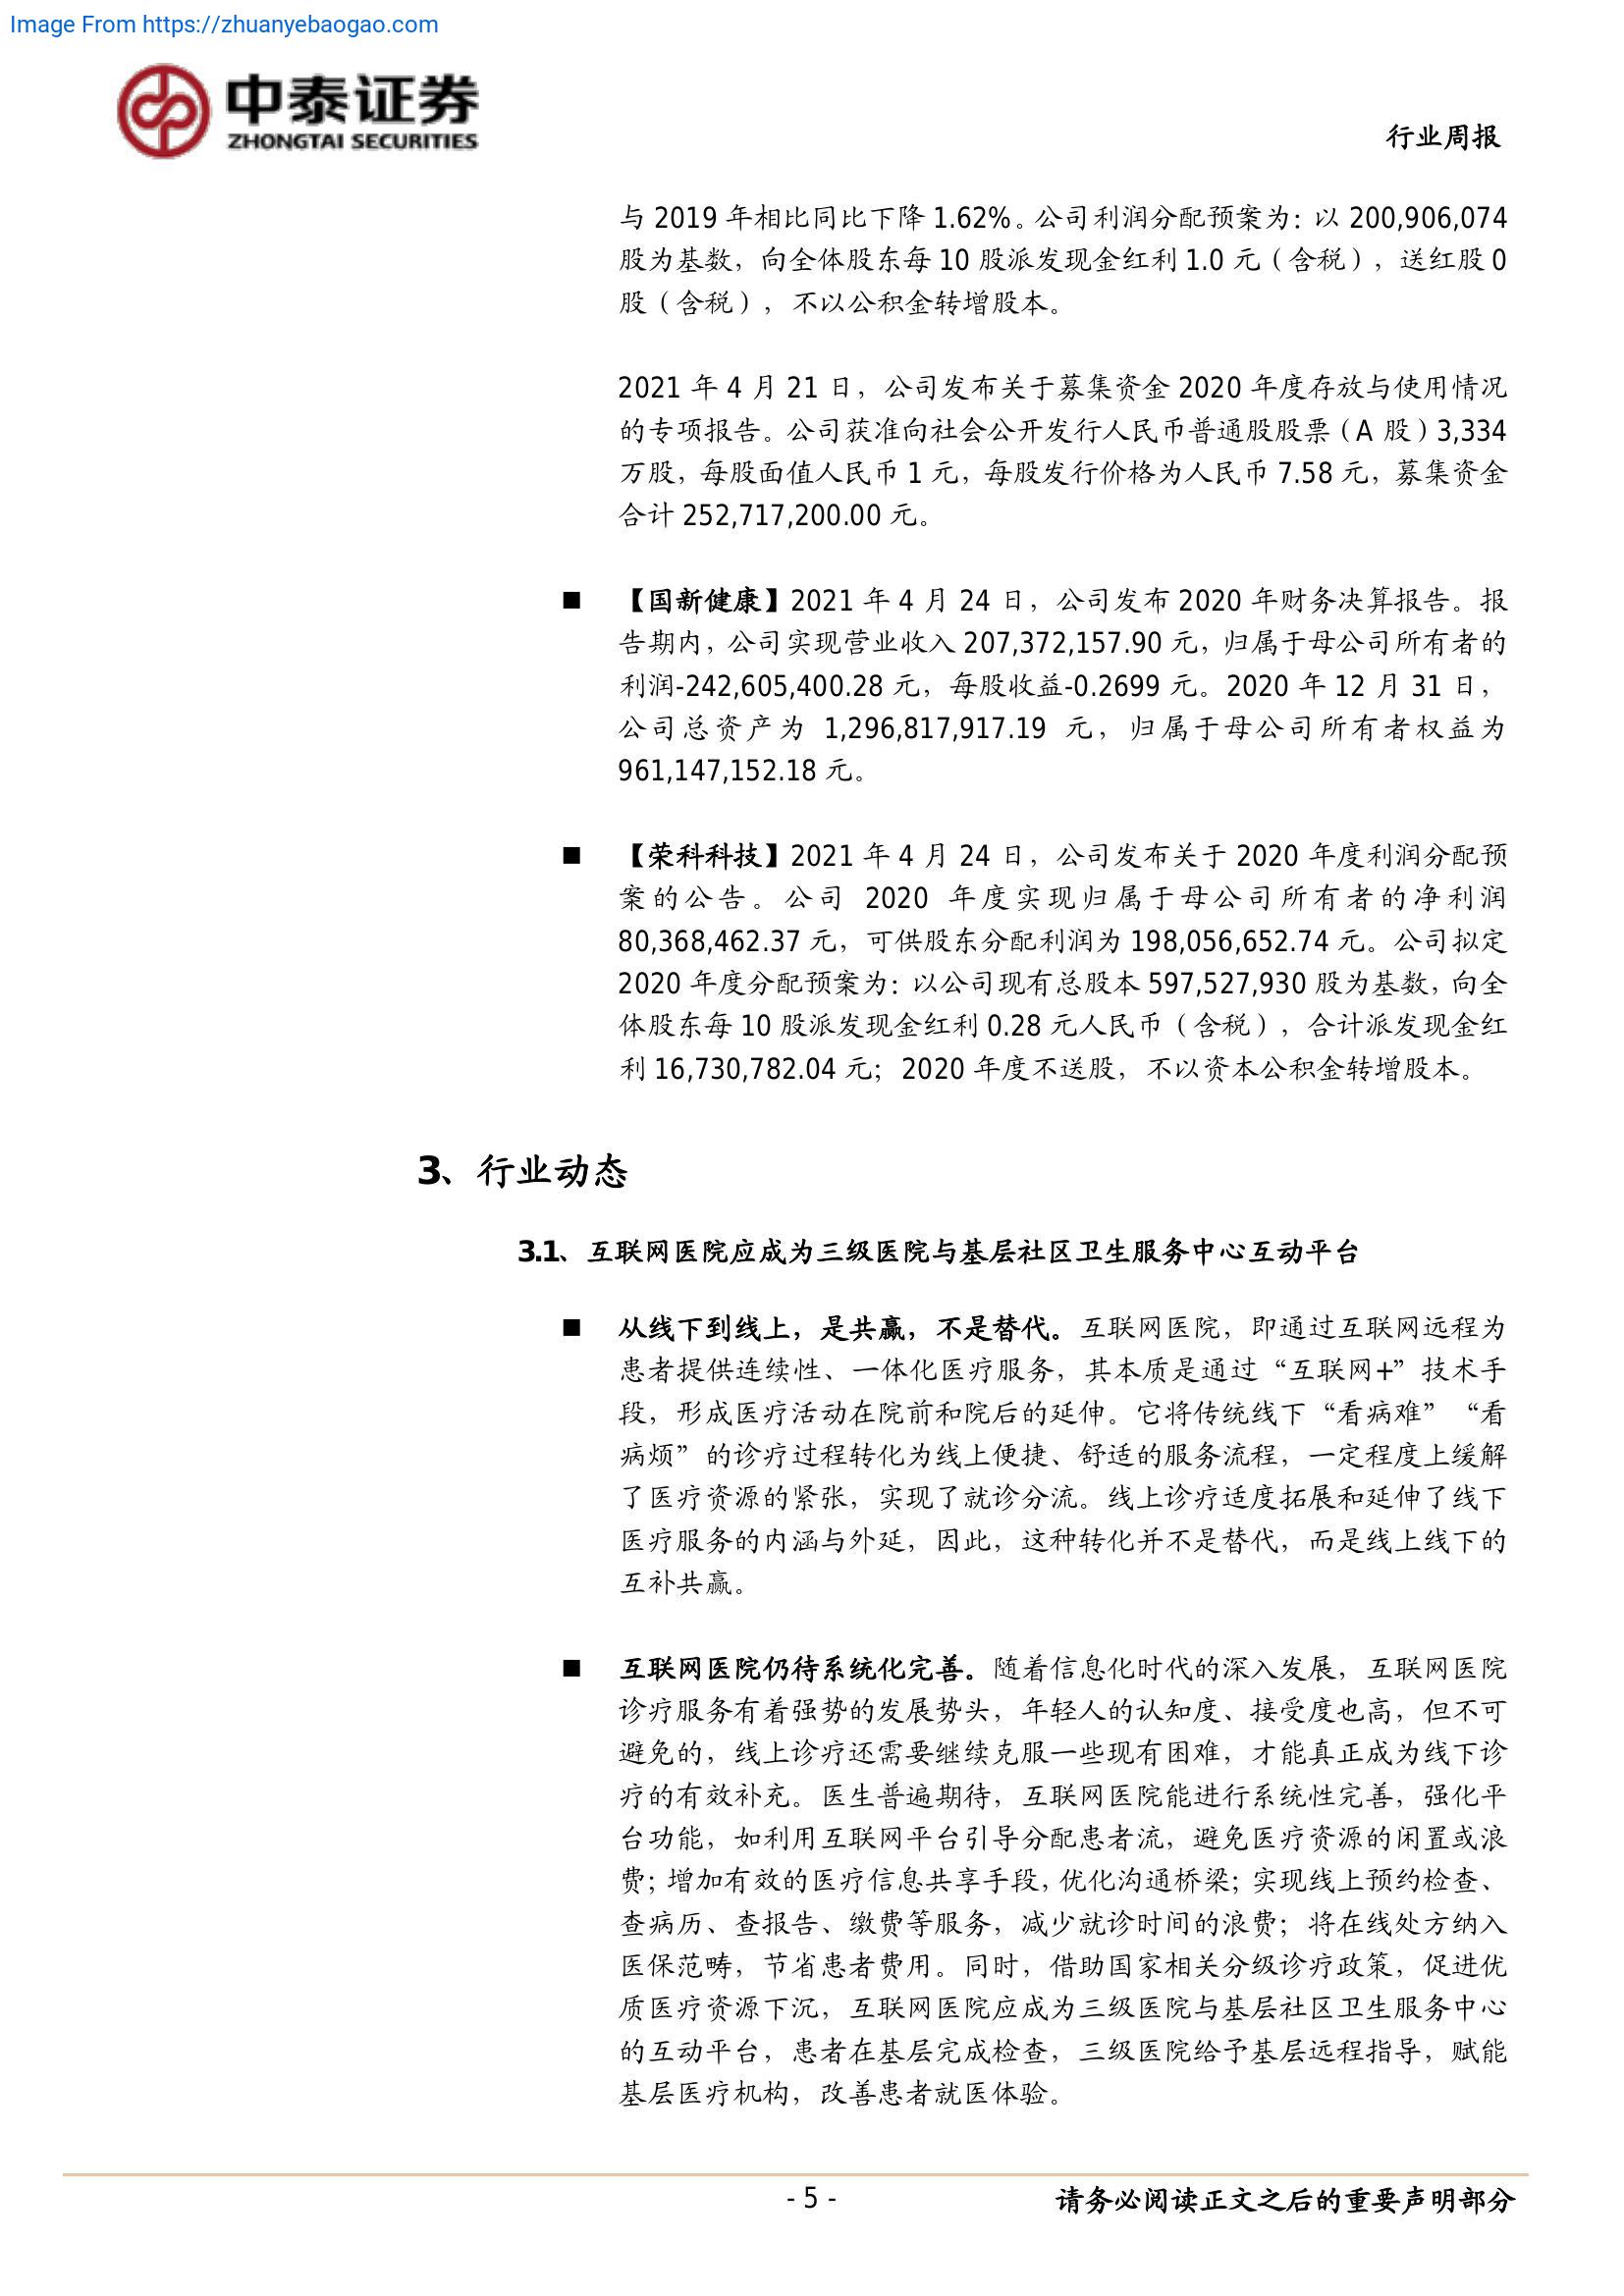 Image From https://zhuanyebaogao.com
中泰证券
ZHONGTAI SECURITIES
行业周报
与 2019 年相比同比下降 1.62%。公司利润分配预案为：以 200,906,074
股为基数，向全体股东每 10 股派发现金红利 1.0 元（含税），送红股 0
股（含税），不以公积金转增股本。
2021 年 4 月 21 日，公司发布关于募集资金 2020 年度存放与使用情况
的专项报告。公司获准向社会公开发行人民币普通股股票（A 股）3,334
万股，每股面值人民币 1 元，每股发行价格为人民币 7.58 元，募集资金
合计 252,717,200.00 元。
■ 【国新健康】2021 年 4 月 24 日，公司发布 2020 年财务决算报告。报
告期内，公司实现营业收入 207,372,157.90 元，归属于母公司所有者的
利润-242,605,400.28 元，每股收益-0.2699 元。2020 年 12 月 31 日，
公司总资产为 1,296,817,917.19 元，归属于母公司所有者权益为
961,147,152.18 元。
■ 【荣科科技】2021 年 4 月 24 日，公司发布关于 2020 年度利润分配预
案的公告。公司 2020 年度实现归属于母公司所有者的净利润
80,368,462.37 元，可供股东分配利润为 198,056,652.74 元。公司拟定
2020 年度分配预案为：以公司现有总股本 597,527,930 股为基数，向全
体股东每 10 股派发现金红利 0.28 元人民币（含税），合计派发现金红
利 16,730,782.04 元；2020 年度不送股，不以资本公积金转增股本。
3、行业动态
3.1、互联网医院应成为三级医院与基层社区卫生服务中心互动平台
■ 从线下到线上，是共赢，不是替代。互联网医院，即通过互联网远程为
患者提供连续性、一体化医疗服务，其本质是通过“互联网+”技术手
段，形成医疗活动在院前和院后的延伸。它将传统线下“看病难”“看
病烦”的诊疗过程转化为线上便捷、舒适的服务流程，一定程度上缓解
了医疗资源的紧张，实现了就诊分流。线上诊疗适度拓展和延伸了线下
医疗服务的内涵与外延，因此，这种转化并不是替代，而是线上线下的
互补共赢。
■ 互联网医院仍待系统化完善。随着信息化时代的深入发展，互联网医院
诊疗服务有着强势的发展势头，年轻人的认知度、接受度也高，但不可
避免的，线上诊疗还需要继续克服一些现有困难，才能真正成为线下诊
疗的有效补充。医生普遍期待，互联网医院能进行系统性完善，强化平
台功能，如利用互联网平台引导分配患者流，避免医疗资源的闲置或浪
费；增加有效的医疗信息共享手段，优化沟通桥梁；实现线上预约检查、
查病历、查报告、缴费等服务，减少就诊时间的浪费；将在线处方纳入
医保范畴，节省患者费用。同时，借助国家相关分级诊疗政策，促进优
质医疗资源下沉，互联网医院应成为三级医院与基层社区卫生服务中心
的互动平台，患者在基层完成检查，三级医院给予基层远程指导，赋能
基层医疗机构，改善患者就医体验。
- 5 -
请务必阅读正文之后的重要声明部分